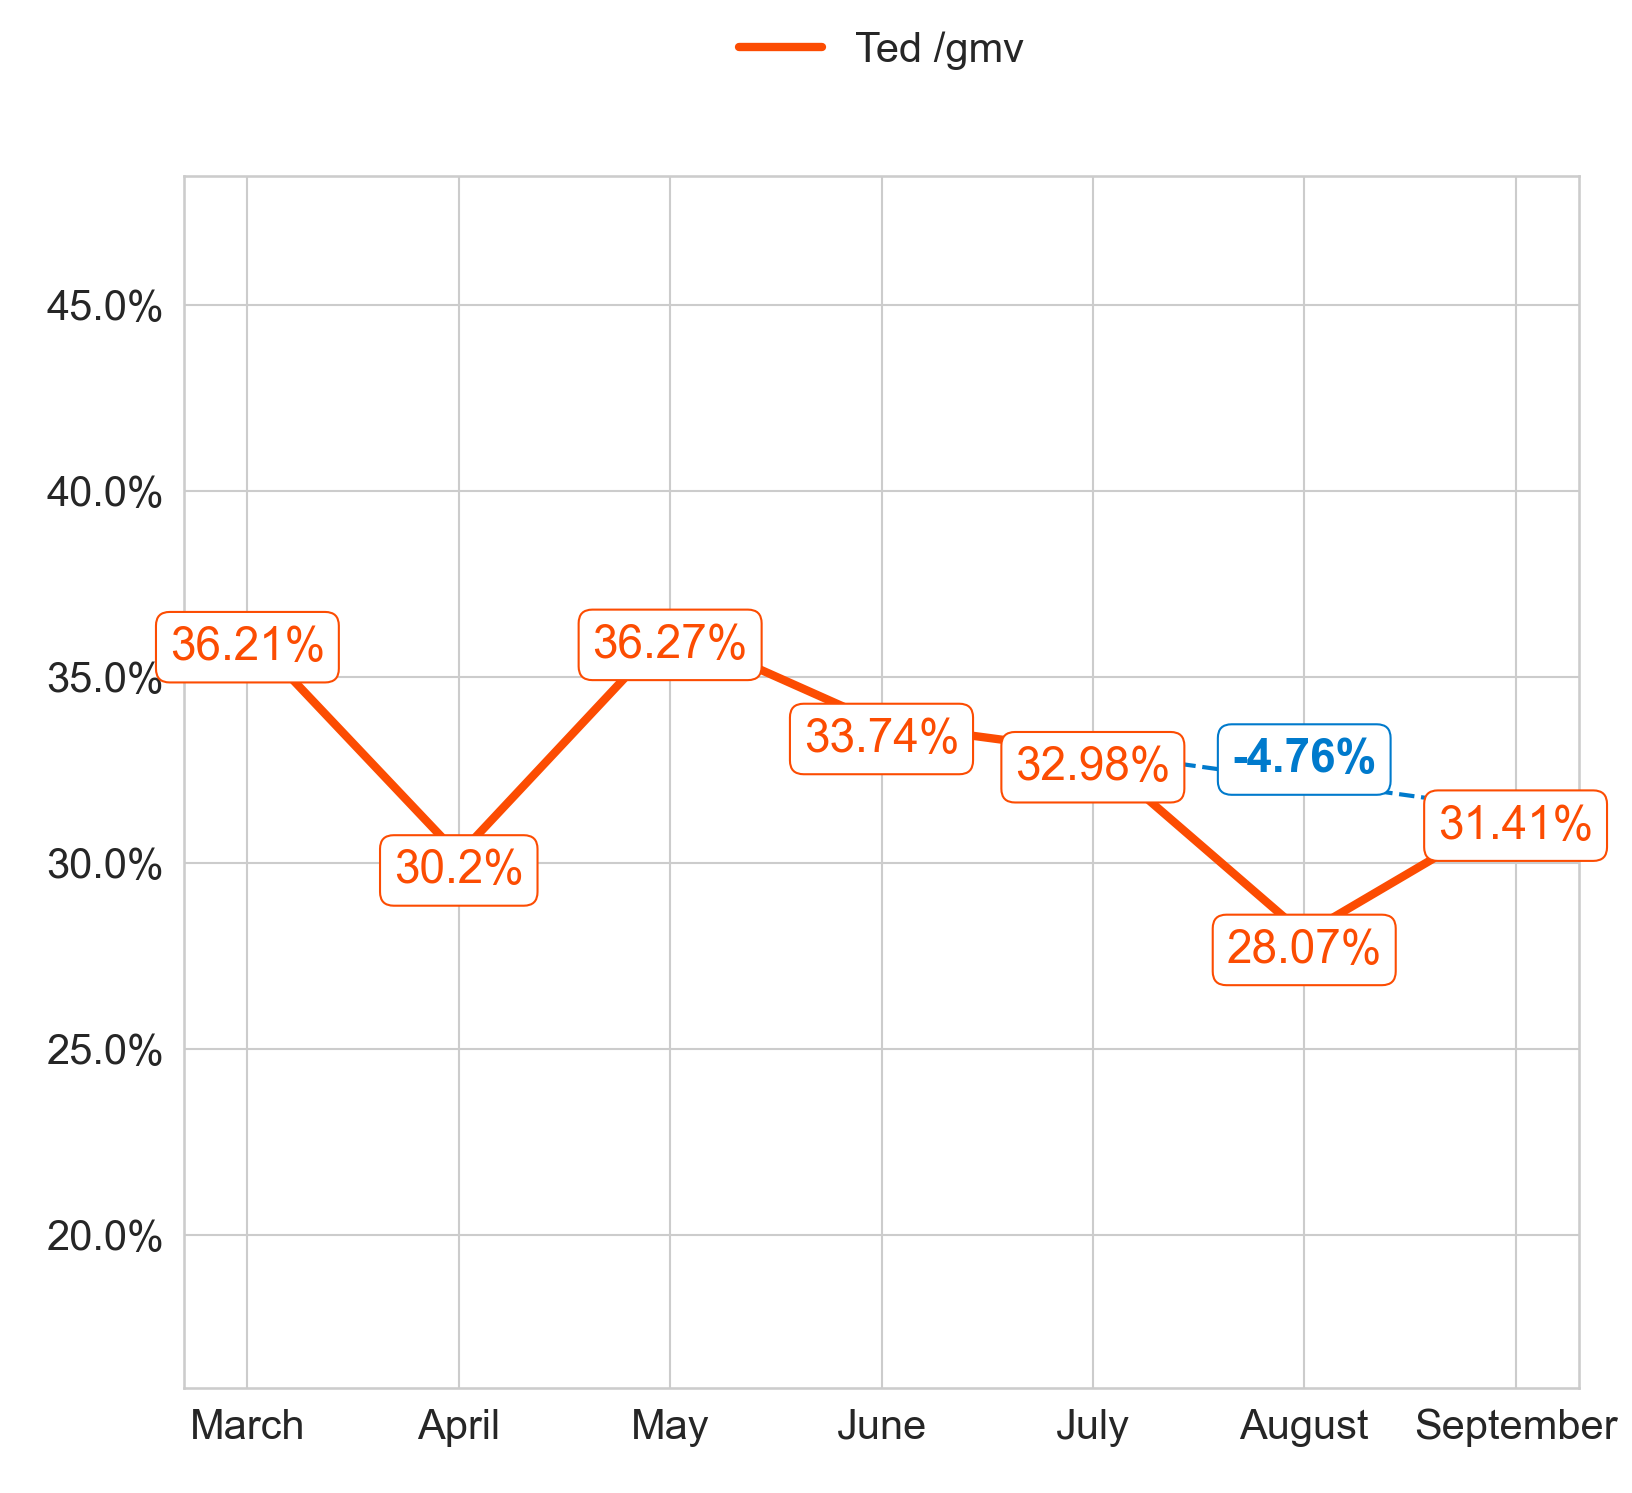 Ted /gmv
45.0%
40.0%
35.0%
30.0%
25.0%
20.0%
36.21%
30.2%
36.27%
33.74%
32.98%
-4.76%
28.07%
31.41%
March
April
May
June
July
August
September